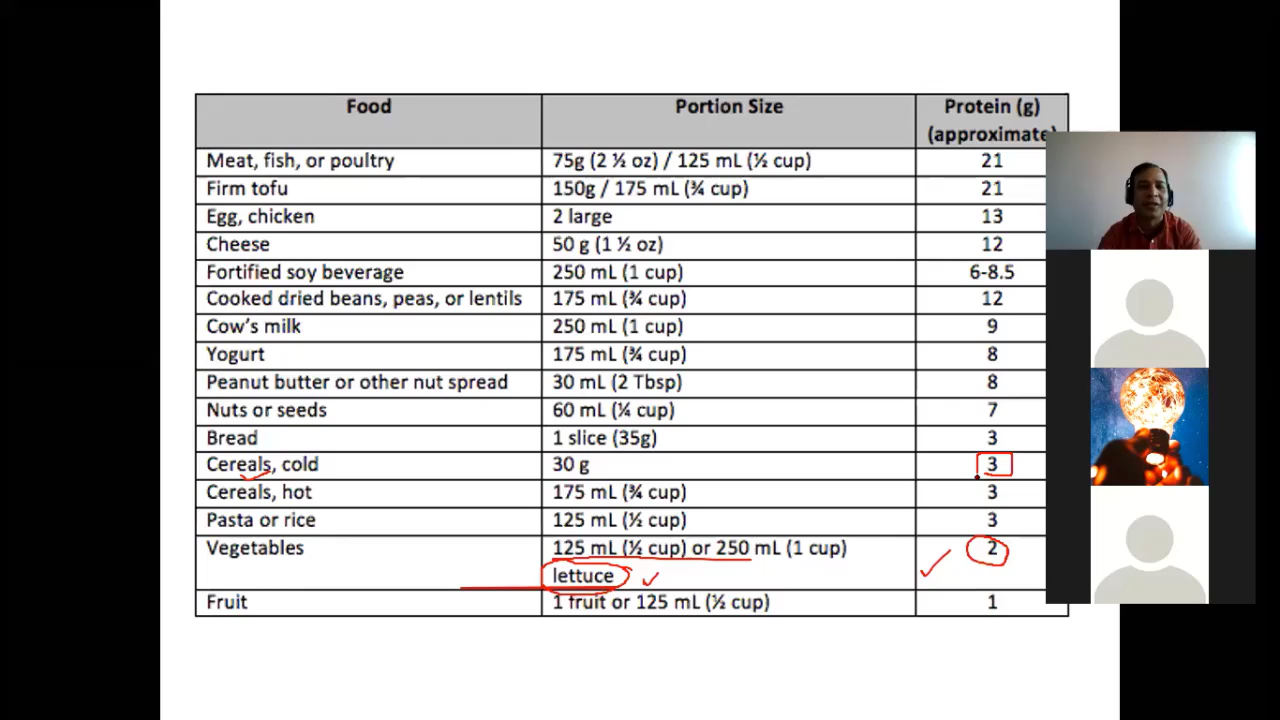 Food Portion Size Protein (g)
(approximate)
Meat, fish, or poultry 75g (2 ½ oz) / 125 mL (½ cup) 21
Firm tofu 150g / 175 mL (¾ cup) 21
Egg, chicken 2 large 13
Cheese 50 g (1 ½ oz) 12
Fortified soy beverage 250 mL (1 cup) 6-8.5
Cooked dried beans, peas, or lentils 175 mL (¾ cup) 12
Cow's milk 250 mL (1 cup) 9
Yogurt 175 mL (¾ cup) 8
Peanut butter or other nut spread 30 mL (2 Tbsp) 8
Nuts or seeds 60 mL (¼ cup) 7
Bread 1 slice (35g) 3
Cereals, cold 30 g 3
Cereals, hot 175 mL (¾ cup) 3
Pasta or rice 125 mL (½ cup) 3
Vegetables 125 mL (½ cup) or 250 mL (1 cup) 2
lettuce
Fruit 1 fruit or 125 mL (½ cup) 1